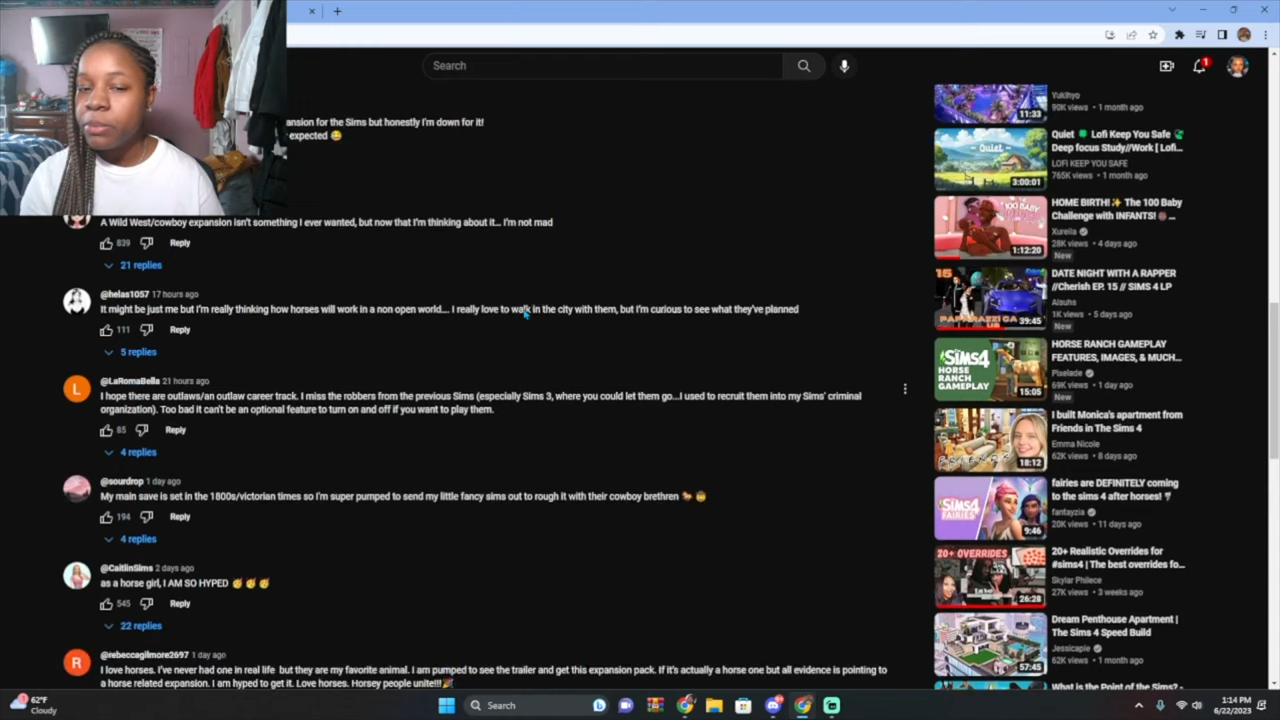 Search
ansion for the Sims but honestly I'm down for it!
expected 😂
A Wild West/cowboy expansion isn't something I ever wanted, but now that I'm thinking about it... I'm not mad
839 Reply
21 replies
@helas1057 17 hours ago
It might be just me but I'm really thinking how horses will work in a non open world.... I really love to walk in the city with them, but I'm curious to see what they've planned
111 Reply
5 replies
@LaRomaBella 21 hours ago
I hope there are outlaws/an outlaw career track. I miss the robbers from the previous Sims (especially Sims 3, where you could let them go...I used to recruit them into my Sims' criminal
organization). Too bad it can't be an optional feature to turn on and off if you want to play them.
85 Reply
4 replies
@sourdrop 1 day ago
My main save is set in the 1800s/victorian times so I'm super pumped to send my little fancy sims out to rough it with their cowboy brethren 🐎 🤠
194 Reply
4 replies
@CaitlinSims 2 days ago
as a horse girl, I AM SO HYPED 🥳 🥳 🥳
545 Reply
22 replies
R
@rebeccagilmore2697 1 day ago
I love horses. I've never had one in real life but they are my favorite animal. I am pumped to see the trailer and get this expansion pack. If it's actually a horse one but all evidence is pointing to
a horse related expansion. I am hyped to get it. Love horses. Horsey people unite!!!🎉
L
1
Yukihyo
90K views • 1 month ago
11:33
Quiet 🍀 Lofi Keep You Safe
Deep focus Study//Work [ Lofi...
LOFI KEEP YOU SAFE
765K views • 1 month ago
- Quiet -
3:00:01
HOME BIRTH!✨ The 100 Baby
Challenge with INFANTS!
Xureila
28K views • 4 days ago
New
1:12:20
DATE NIGHT WITH A RAPPER
//Cherish EP. 15 // SIMS 4 LP
Alsuhs
1K views • 5 days ago
New
15
39:45
HORSE RANCH GAMEPLAY
FEATURES, IMAGES, & MUCH...
Pixelade
69K views • 1 day ago
New
SIMS4
HORSE
RANCH
GAMEPLAY
15:05
I built Monica's apartment from
Friends in The Sims 4
Emma Nicole
62K views • 8 days ago
18:12
fairies are DEFINITELY coming
to the sims 4 after horses!
fantayzia
20K views • 11 days ago
SIMS4
FAIRIES
9:46
20+ Realistic Overrides for
#sims4 | The best overrides fo...
Skylar Philece
27K views • 3 weeks ago
20+ OVERRIDES
26:28
Dream Penthouse Apartment |
The Sims 4 Speed Build
Jessicapie
62K views • 1 month ago
57:45
What is the Point of the Sims? -
62°F
Cloudy
Search
1:14 PM
6/22/2023